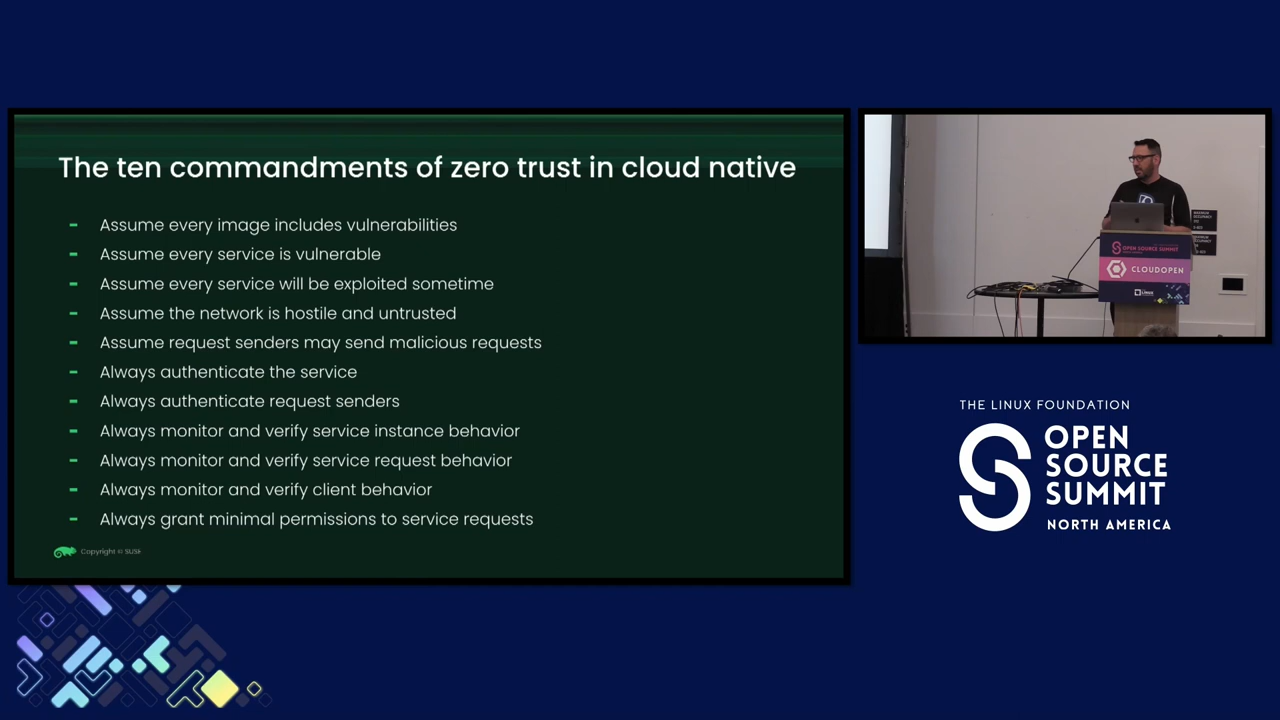 The ten commandments of zero trust in cloud native
- Assume every image includes vulnerabilities
- Assume every service is vulnerable
- Assume every service will be exploited sometime
- Assume the network is hostile and untrusted
- Assume request senders may send malicious requests
- Always authenticate the service
- Always authenticate request senders
- Always monitor and verify service instance behavior
- Always monitor and verify service request behavior
- Always monitor and verify client behavior
- Always grant minimal permissions to service requests
Copyright © SUSE
OPEN SOURCE SUMMIT
CLOUDOPEN
THE LINUX FOUNDATION
OPEN
SOURCE
SUMMIT
NORTH AMERICA